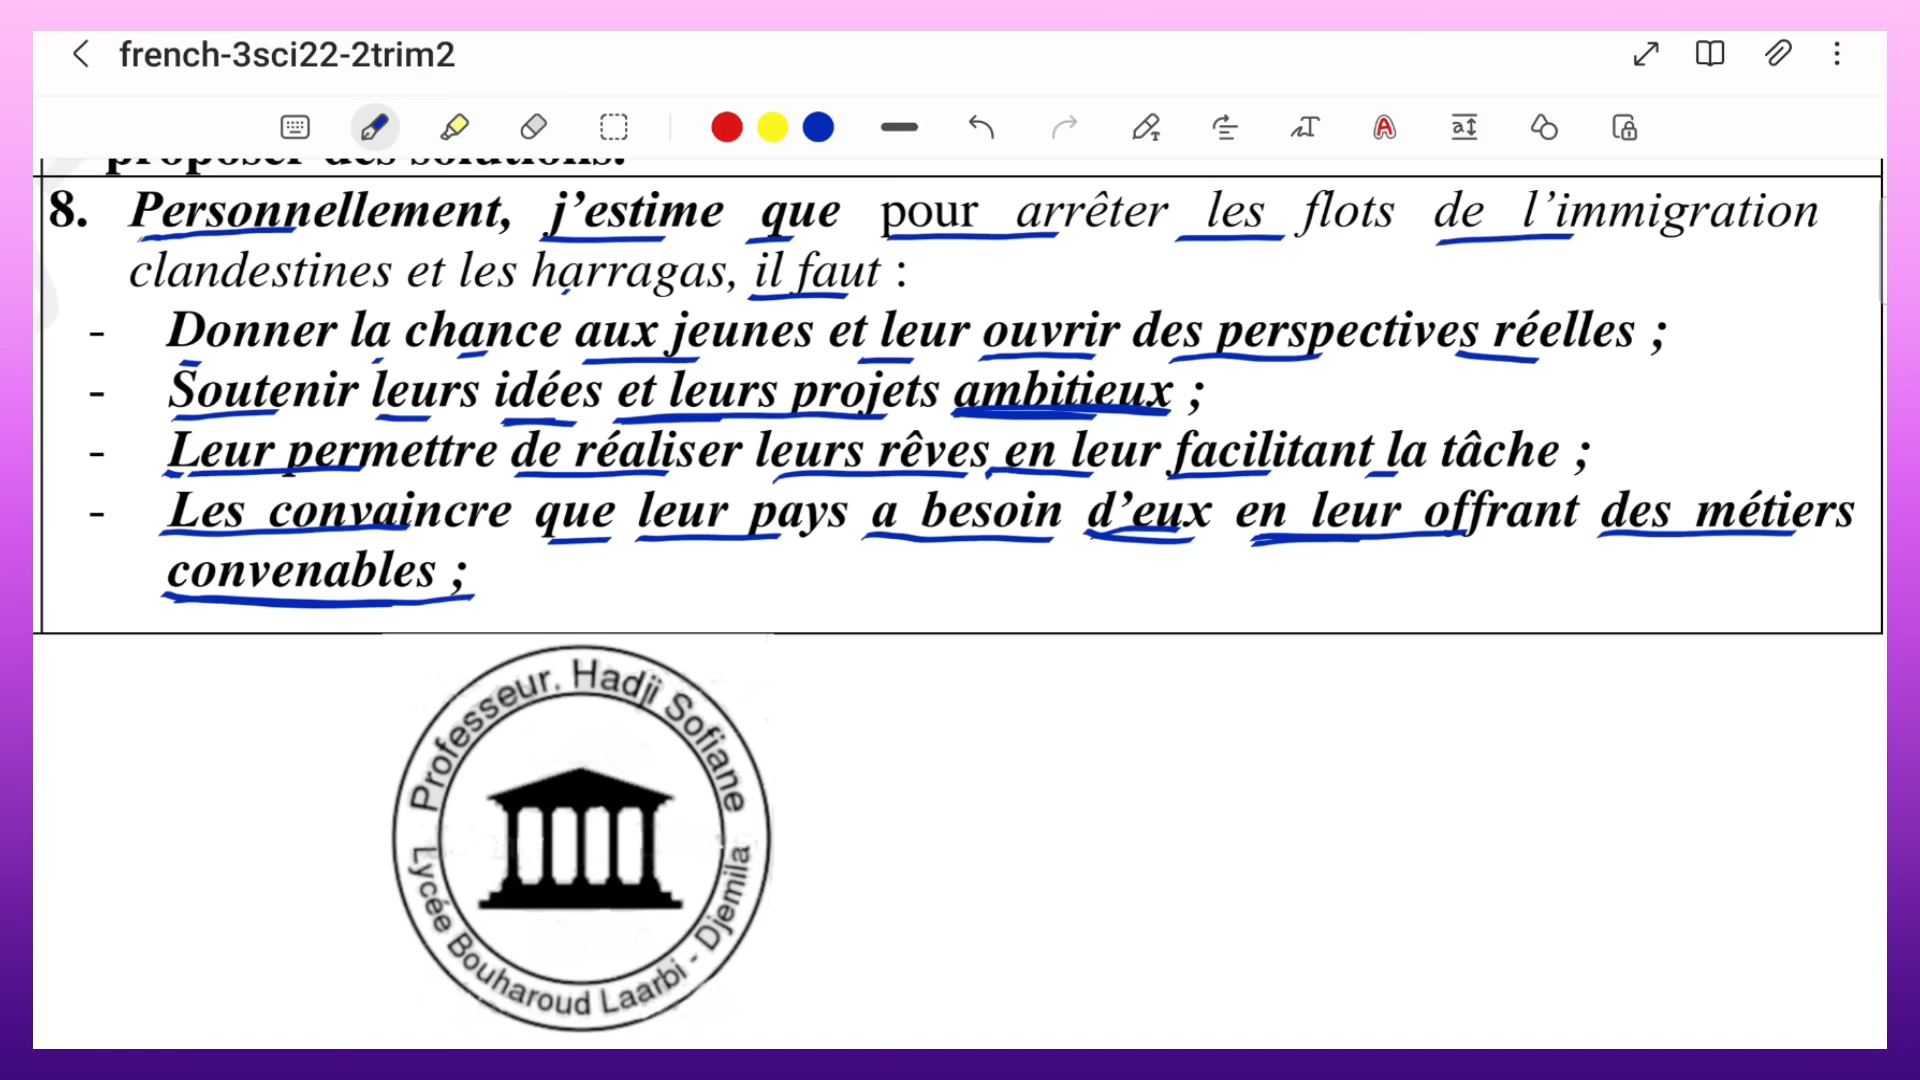 french-3sci22-2trim2
proposer des solutions.
8. Personnellement, j'estime que pour arrêter les flots de l'immigration
clandestines et les harragas, il faut :
- Donner la chance aux jeunes et leur ouvrir des perspectives réelles ;
- Soutenir leurs idées et leurs projets ambitieux ;
- Leur permettre de réaliser leurs rêves en leur facilitant la tâche ;
- Les convaincre que leur pays a besoin d'eux en leur offrant des métiers
convenables ;
Professeur. Hadji Sofiane
Lycée Bouharoud Laarbi - Djemila